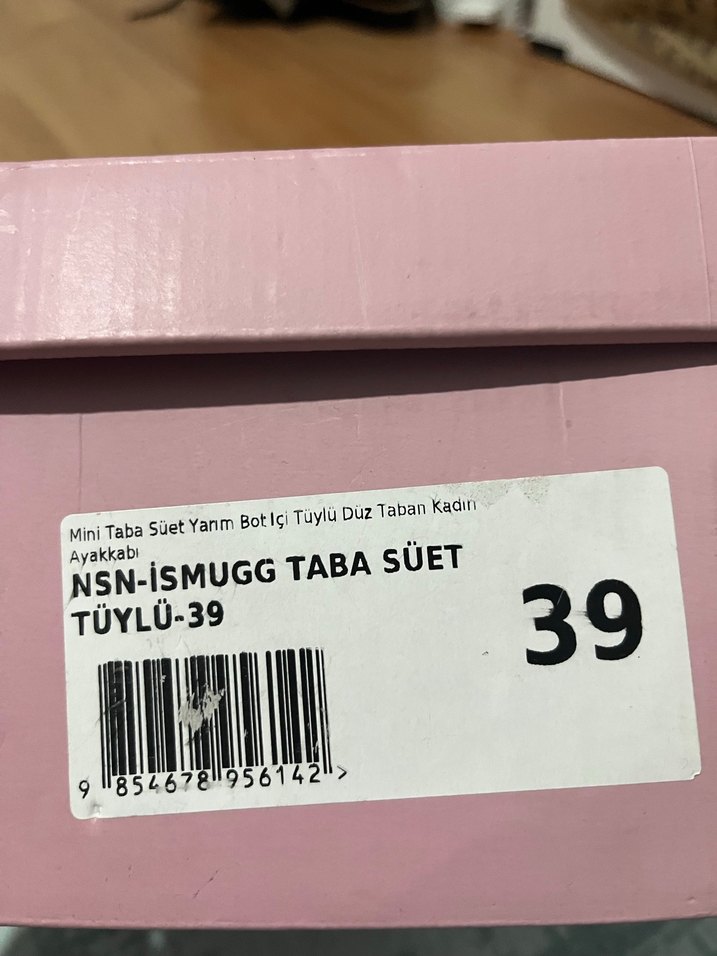 Mini Taba Süet Yarım Bot İçi Tüylü Düz Taban Kadın
Ayakkabı
NSN-İSMUGG TABA SÜET
TÜYLÜ-39
39
9 854678 956142 >